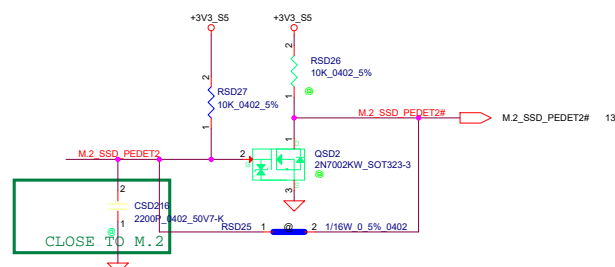 +3V3_S5 +3V3_S5
2 2
RSD26
10K_0402_5%
RSD27
10K_0402_5%
@
1 1
M.2_SSD_PEDET2# M.2_SSD_PEDET2# 13
M.2_SSD_PEDET2 2 1 QSD2
2N7002KW_SOT323-3
@
3
2
CSD216
2200P_0402_50V7-K
1
@
RSD25 1 @ 2 1/16W_0_5%_0402
CLOSE TO M.2